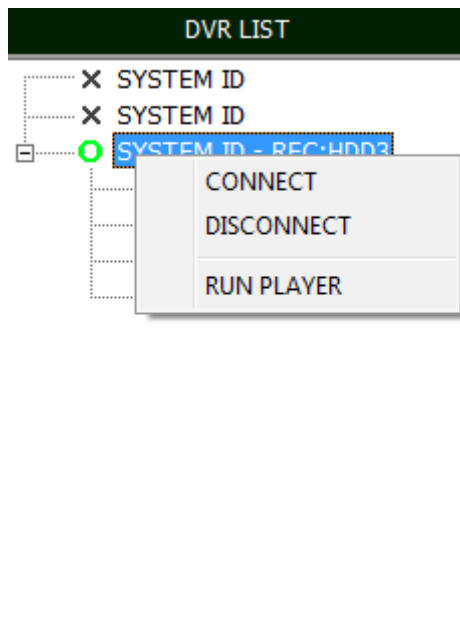 DVR LIST
SYSTEM ID
SYSTEM ID
SYSTEM ID - REC:HDD3
CONNECT
DISCONNECT
RUN PLAYER